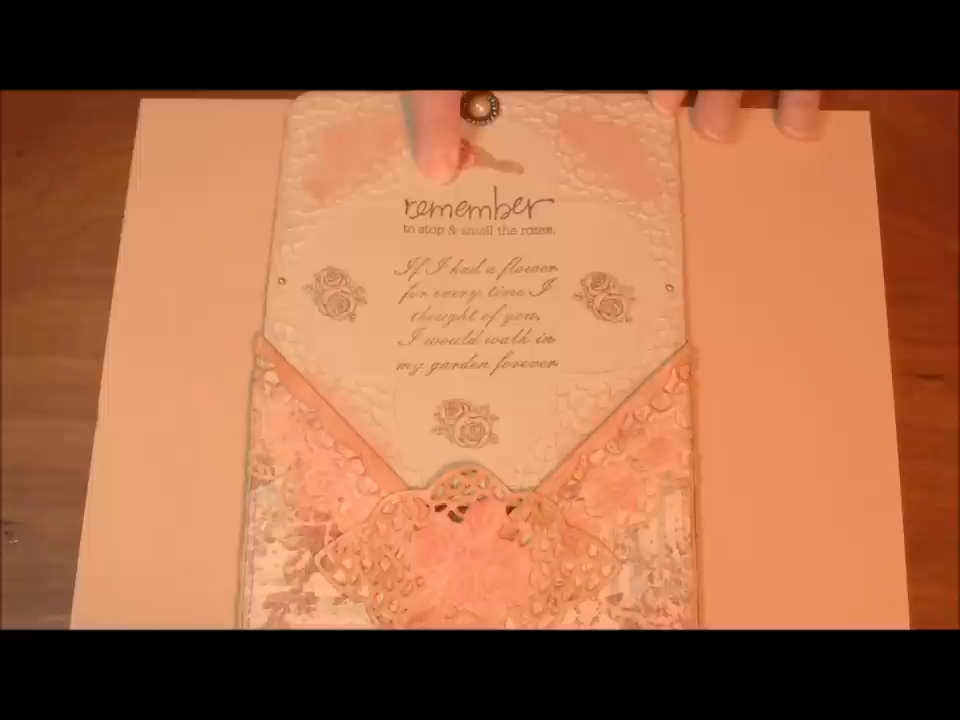 remember
to stop & smell the roses.
If I had a flower
for every time I
thought of you,
I would walk in
my garden forever